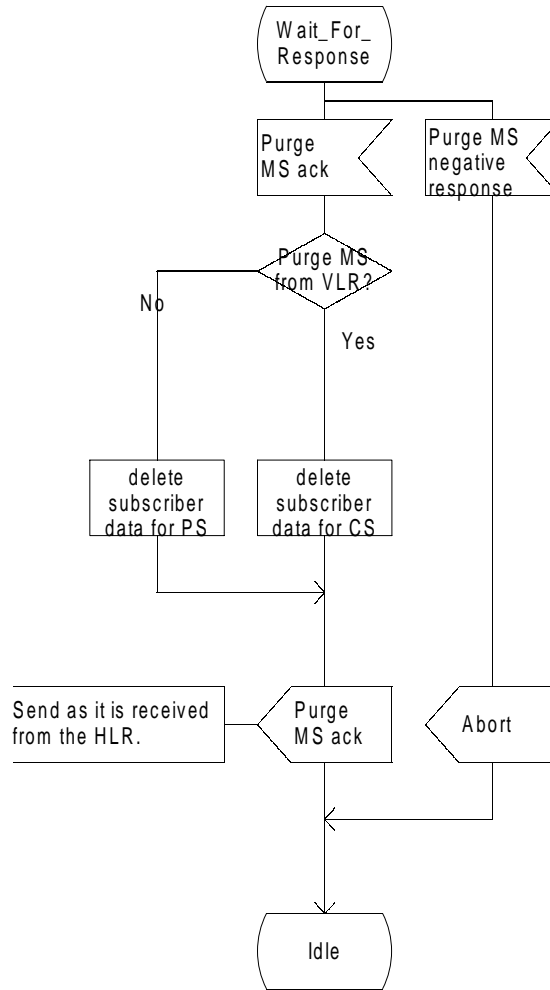 Wait_For_
Response
Purge
MS ack
Purge MS
negative
response
Purge MS
from VLR?
No
Yes
delete
subscriber
data for PS
delete
subscriber
data for CS
Send as it is received
from the HLR.
Purge
MS ack
Abort
Idle